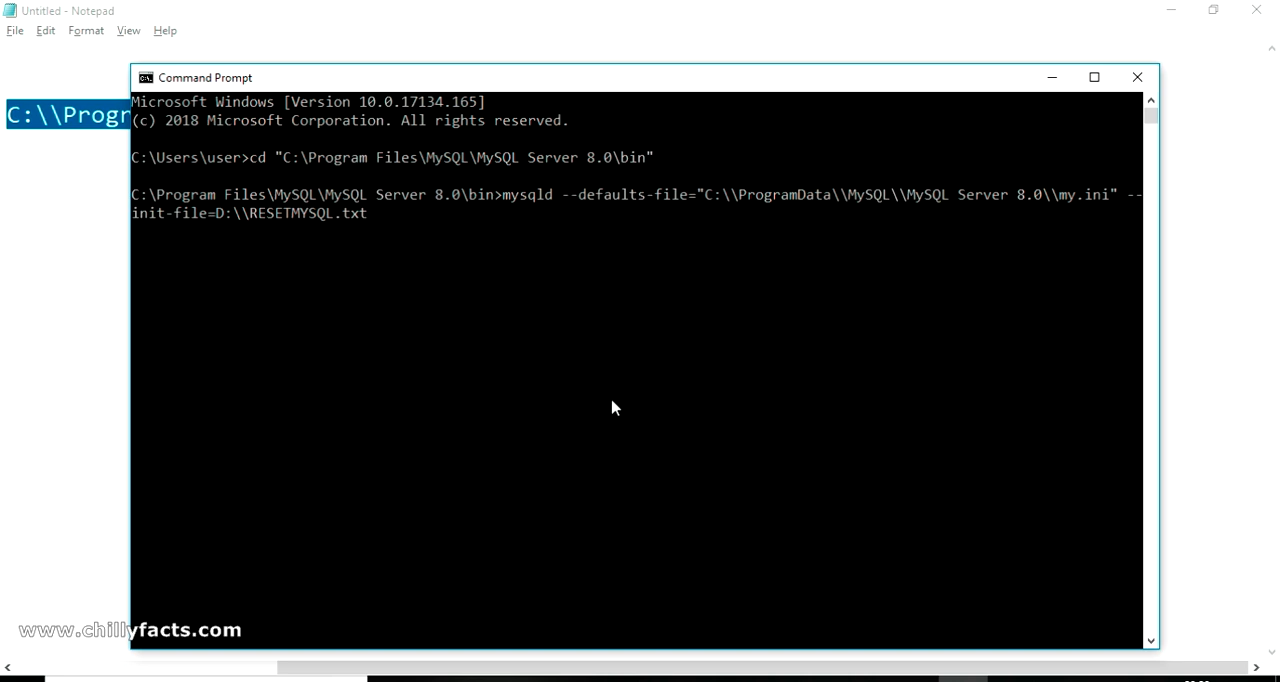 Untitled - Notepad
File Edit Format View Help
Command Prompt
C:\\Progr
Microsoft Windows [Version 10.0.17134.165]
(c) 2018 Microsoft Corporation. All rights reserved.
C:\Users\user>cd "C:\Program Files\MySQL\MySQL Server 8.0\bin"
C:\Program Files\MySQL\MySQL Server 8.0\bin>mysqld --defaults-file="C:\\ProgramData\\MySQL\\MySQL Server 8.0\\my.ini" --
init-file=D:\\RESETMYSQL.txt
www.chillyfacts.com